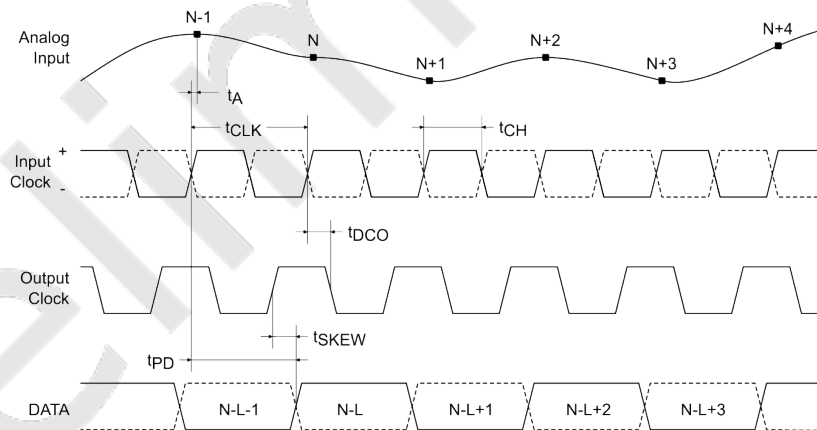 N-1
N
N+1
N+2
N+3
N+4
Analog
Input
tA
tCLK
tCH
Input
Clock
+
-
tDCO
Output
Clock
tSKEW
tPD
DATA
N-L-1
N-L
N-L+1
N-L+2
N-L+3